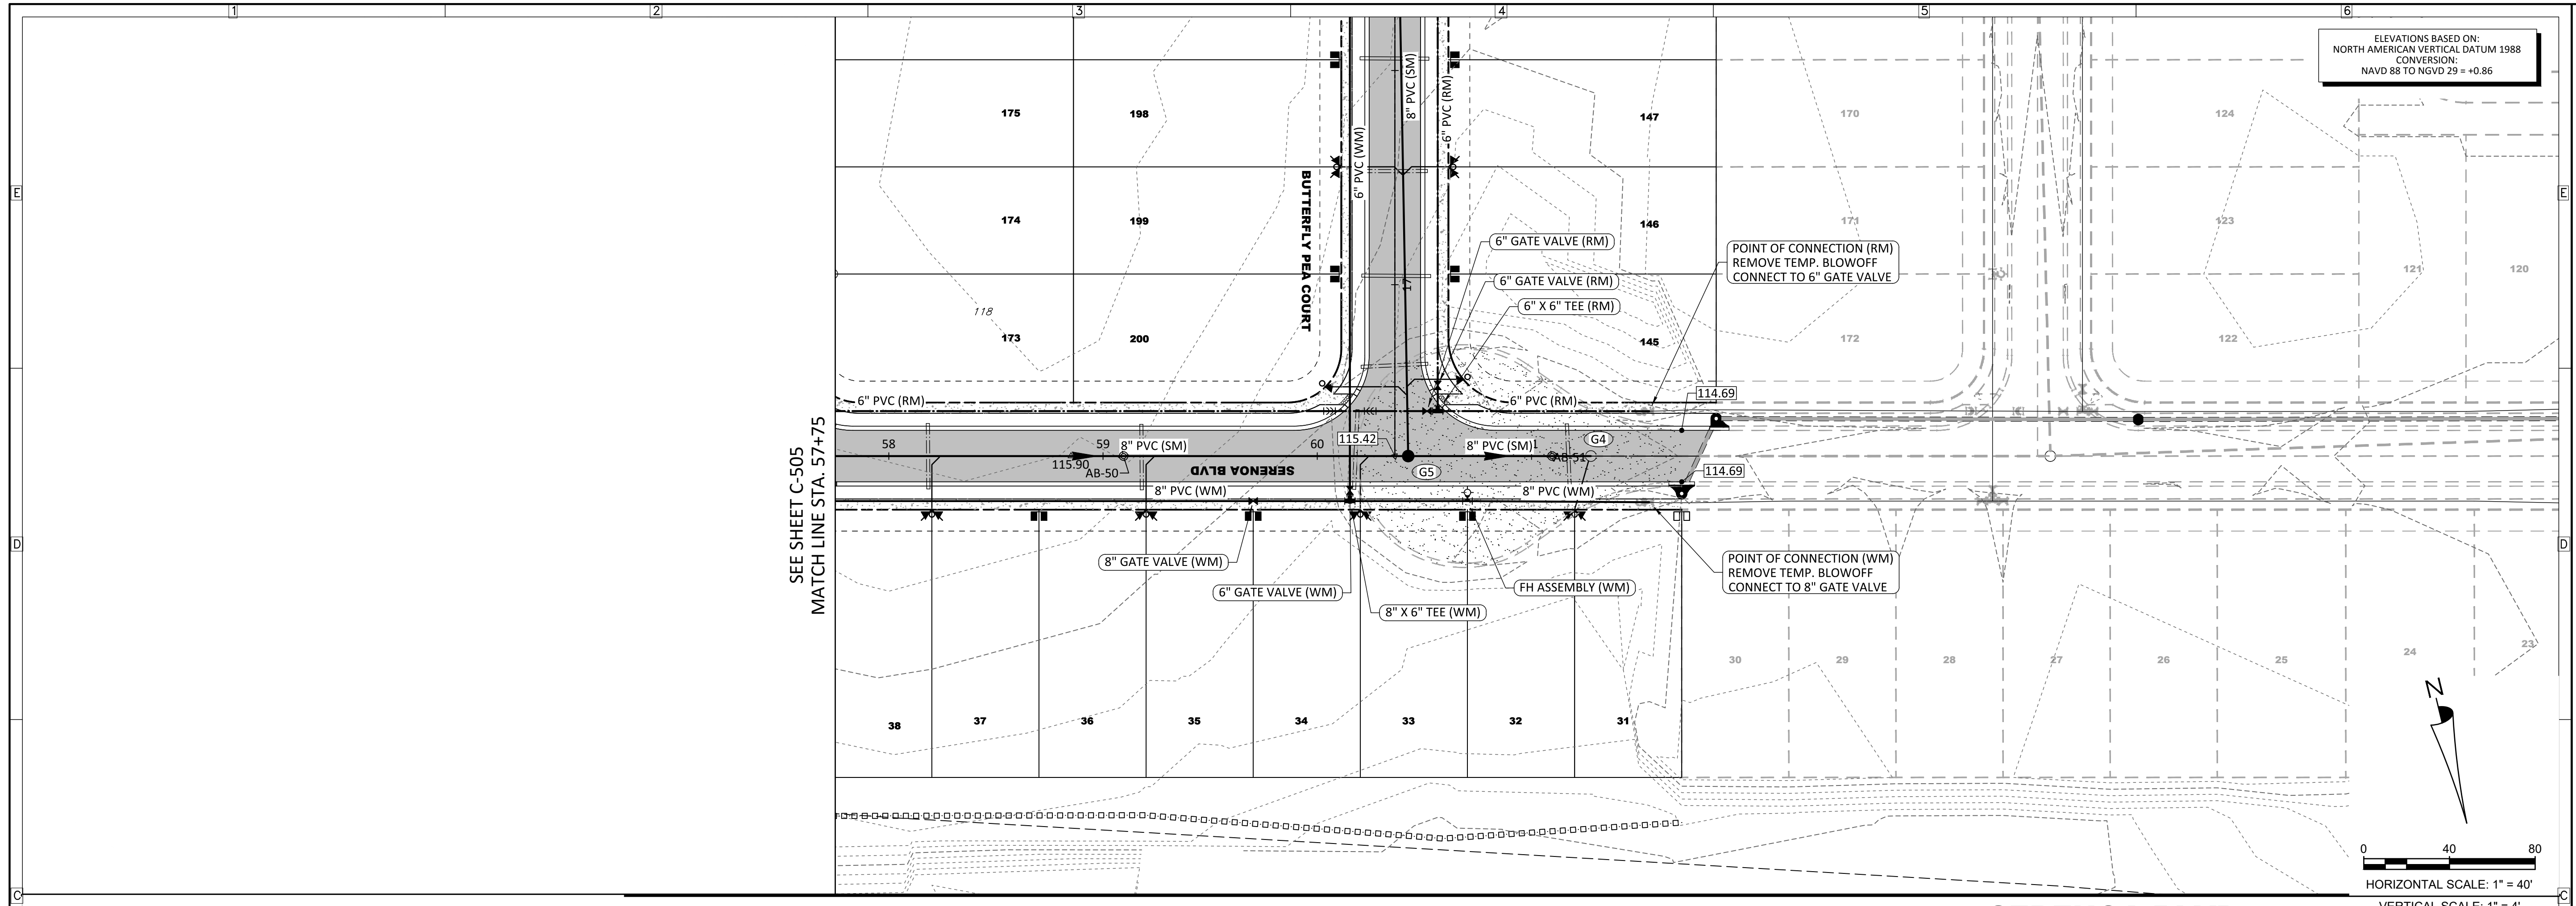 1
2
3
4
5
6
ELEVATIONS BASED ON:
NORTH AMERICAN VERTICAL DATUM 1988
CONVERSION:
NAVD 88 TO NGVD 29 = +0.86
E
E
D
D
C
C
175
198
147
170
124
174
199
146
171
123
173
200
145
172
122
121
120
118
8" PVC (SM)
6" PVC (RM)
6" PVC (WM)
BUTTERFLY PEA COURT
17
6" GATE VALVE (RM)
6" GATE VALVE (RM)
6" X 6" TEE (RM)
POINT OF CONNECTION (RM)
REMOVE TEMP. BLOWOFF
CONNECT TO 6" GATE VALVE
6" PVC (RM)
6" PVC (RM)
114.69
58
59
60
8" PVC (SM)
115.42
8" PVC (SM)
1
G4
115.90
AB-50
SERENOA BLVD
G5
AB-51
114.69
8" PVC (WM)
8" PVC (WM)
SEE SHEET C-505
MATCH LINE STA. 57+75
8" GATE VALVE (WM)
6" GATE VALVE (WM)
8" X 6" TEE (WM)
FH ASSEMBLY (WM)
POINT OF CONNECTION (WM)
REMOVE TEMP. BLOWOFF
CONNECT TO 8" GATE VALVE
38
37
36
35
34
33
32
31
30
29
28
27
26
25
24
23
N
0
40
80
HORIZONTAL SCALE: 1" = 40'
VERTICAL SCALE: 1" = 4'